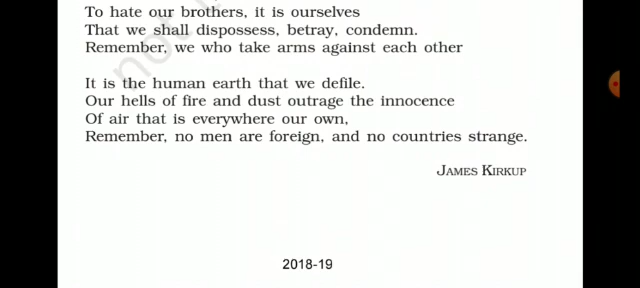 To hate our brothers, it is ourselves
That we shall dispossess, betray, condemn.
Remember, we who take arms against each other
It is the human earth that we defile.
Our hells of fire and dust outrage the innocence
Of air that is everywhere our own,
Remember, no men are foreign, and no countries strange.
JAMES KIRKUP
2018-19